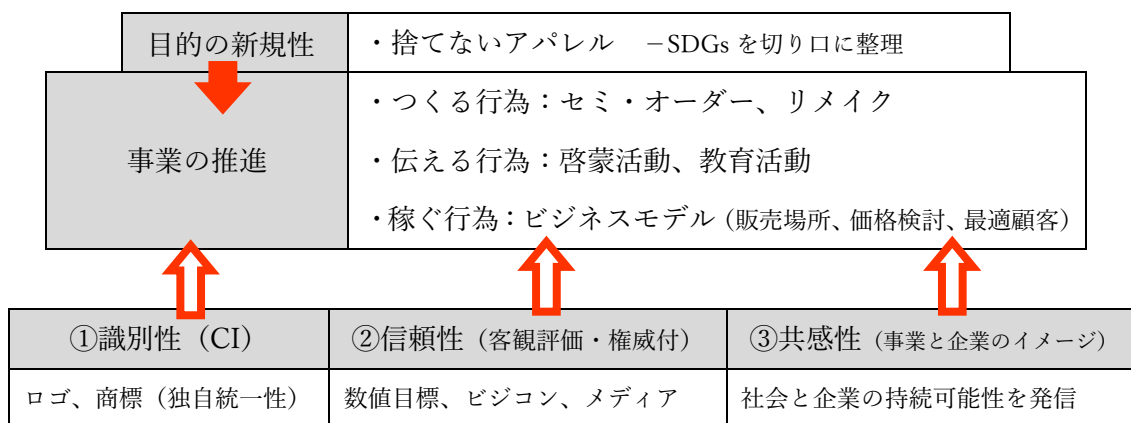 目的の新規性
・捨てないアパレル －SDGs を切り口に整理
事業の推進
・つくる行為：セミ・オーダー、リメイク
・伝える行為：啓蒙活動、教育活動
・稼ぐ行為：ビジネスモデル（販売場所、価格検討、最適顧客）
①識別性（CI）
②信頼性（客観評価・権威付）
③共感性（事業と企業のイメージ）
ロゴ、商標（独自統一性）
数値目標、ビジコン、メディア
社会と企業の持続可能性を発信